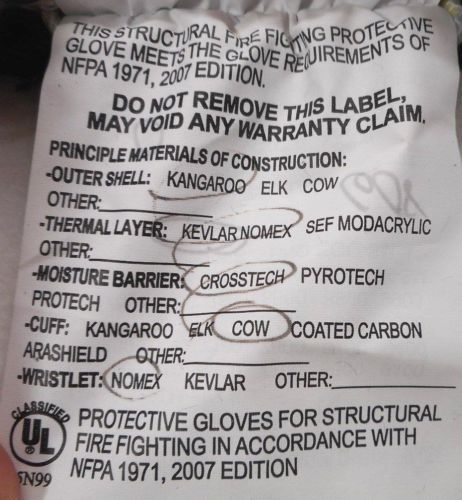 THIS STRUCTURAL FIRE FIGTING PROTECTIVE
GLOVE MEETS THE GLOVE REQUIREMENTS OF
NFPA 1971, 2007 EDITION.
DO NOT REMOVE THIS LABEL,
MAY VOID ANY WARRANTY CLAIM.
PRINCIPLE MATERIALS OF CONSTRUCTION:
-OUTER SHELL: KANGAROO ELK COW
OTHER:
-THERMAL LAYER: KEVLAR NOMEX SEF MODACRYLIC
OTHER:
-MOISTURE BARRIER: CROSSTECH PYROTECH
PROTECH OTHER:
-CUFF: KANGAROO ELK COW COATED CARBON
ARASHIELD OTHER:
-WRISTLET: NOMEX KEVLAR OTHER:
CLASSIFIED
UL
®
5N99
PROTECTIVE GLOVES FOR STRUCTURAL
FIRE FIGHTING IN ACCORDANCE WITH
NFPA 1971, 2007 EDITION